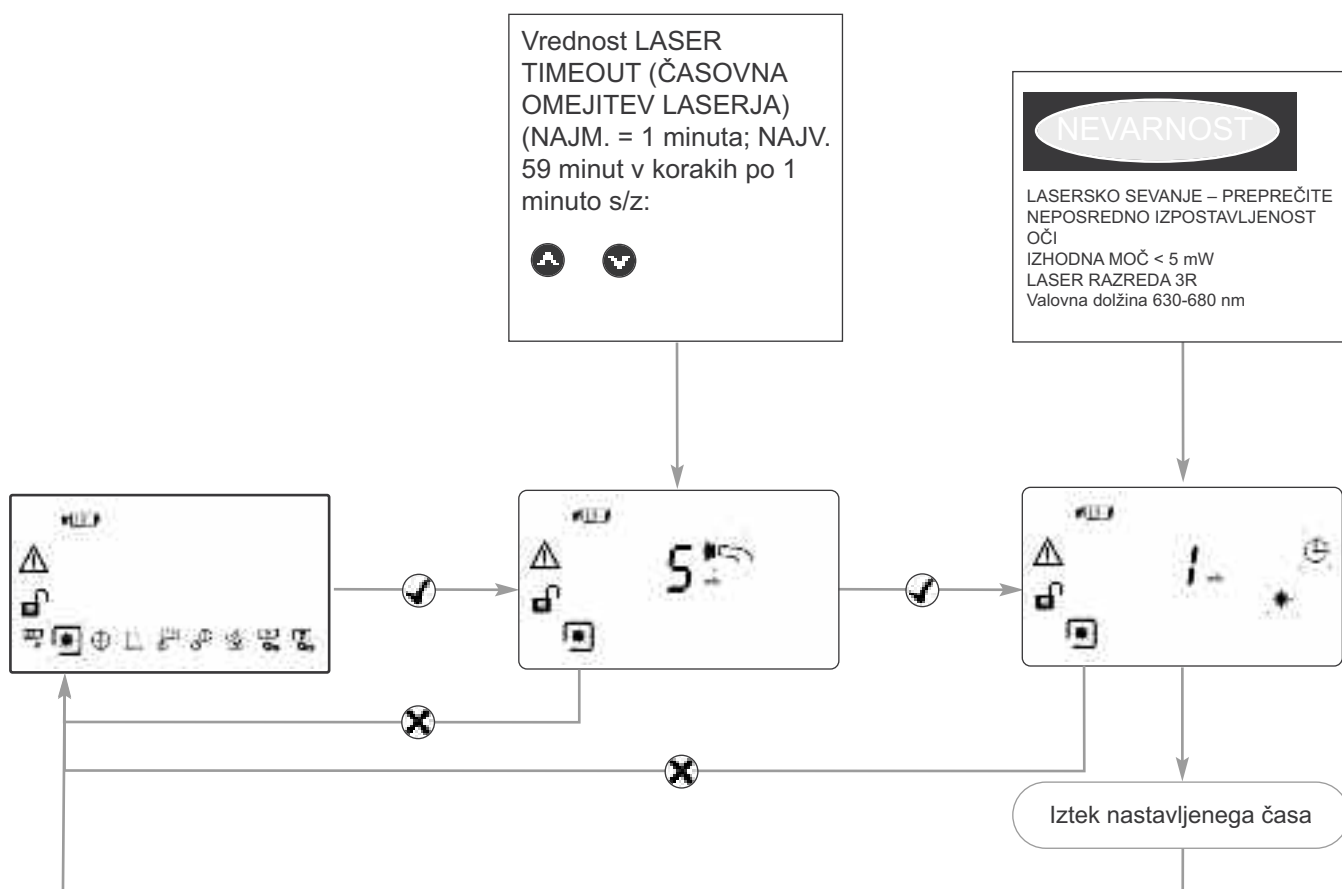 Vrednost LASER
TIMEOUT (ČASOVNA
OMEJITEV LASERJA)
(NAJM. = 1 minuta; NAJV.
59 minut v korakih po 1
minuto s/z:
NEVARNOST
LASERSKO SEVANJE – PREPREČITE
NEPOSREDNO IZPOSTAVLJENOST
OČI
IZHODNA MOČ < 5 mW
LASER RAZREDA 3R
Valovna dolžina 630-680 nm
5
1
Iztek nastavljenega časa